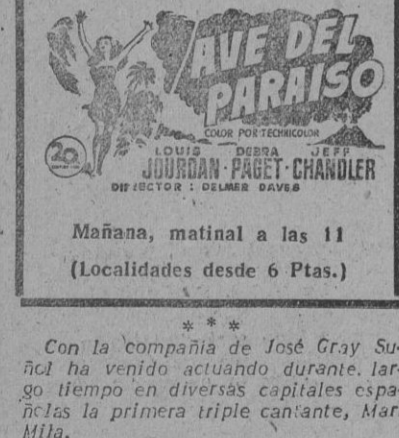 AVE DEL
PARAISO
COLOR POR TECHNICOLOR
20
LOUIS DEBRA JEFF
JOURDAN-PAGET-CHANDLER
DIRECTOR : DELMER DAVES
Mañana, matinal a las 11
(Localidades desde 6 Ptas.)
* * *
Con la compañía de José Gray Su-
ñol ha venido actuando durante. lar-
go tiempo en diversas capitales espa-
ñolas la primera triple cantante, Mar
Mila.